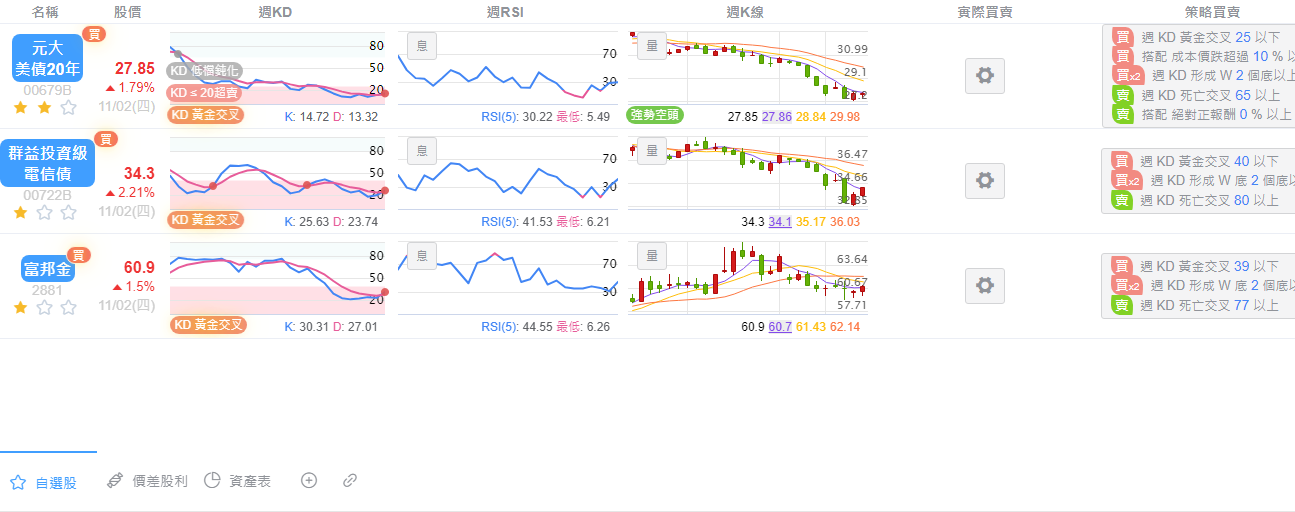 名稱 股價 週KD 週RSI 週K線 實際買賣 策略買賣
元大
美債20年
買
00679B
27.85
1.79%
11/02(四)
80
50
20
KD 低檔鈍化
KD ≤ 20超賣
KD 黃金交叉
K: 14.72 D: 13.32
息
70
30
RSI(5): 30.22 最低: 5.49
量
30.99
29.1
強勢空頭
27.85 27.86 28.84 29.98
買 週 KD 黃金交叉 25 以下
買 搭配 成本價跌超過 10 % 以
買x2 週 KD 形成 W 2 個底以上
賣 週 KD 死亡交叉 65 以上
賣 搭配 絕對正報酬 0 % 以上
群益投資級
電信債
買
00722B
34.3
2.21%
11/02(四)
80
50
20
KD 黃金交叉
K: 25.63 D: 23.74
息
70
30
RSI(5): 41.53 最低: 6.21
量
36.47
34.66
34.3 34.1 35.17 36.03
買 週 KD 黃金交叉 40 以下
買x2 週 KD 形成 W 底 2 個底以
賣 週 KD 死亡交叉 80 以上
富邦金
買
2881
60.9
1.5%
11/02(四)
80
50
20
KD 黃金交叉
K: 30.31 D: 27.01
息
70
30
RSI(5): 44.55 最低: 6.26
量
63.64
60.67
57.71
60.9 60.7 61.43 62.14
買 週 KD 黃金交叉 39 以下
買x2 週 KD 形成 W 底 2 個底以
賣 週 KD 死亡交叉 77 以上
自選股 價差股利 資產表